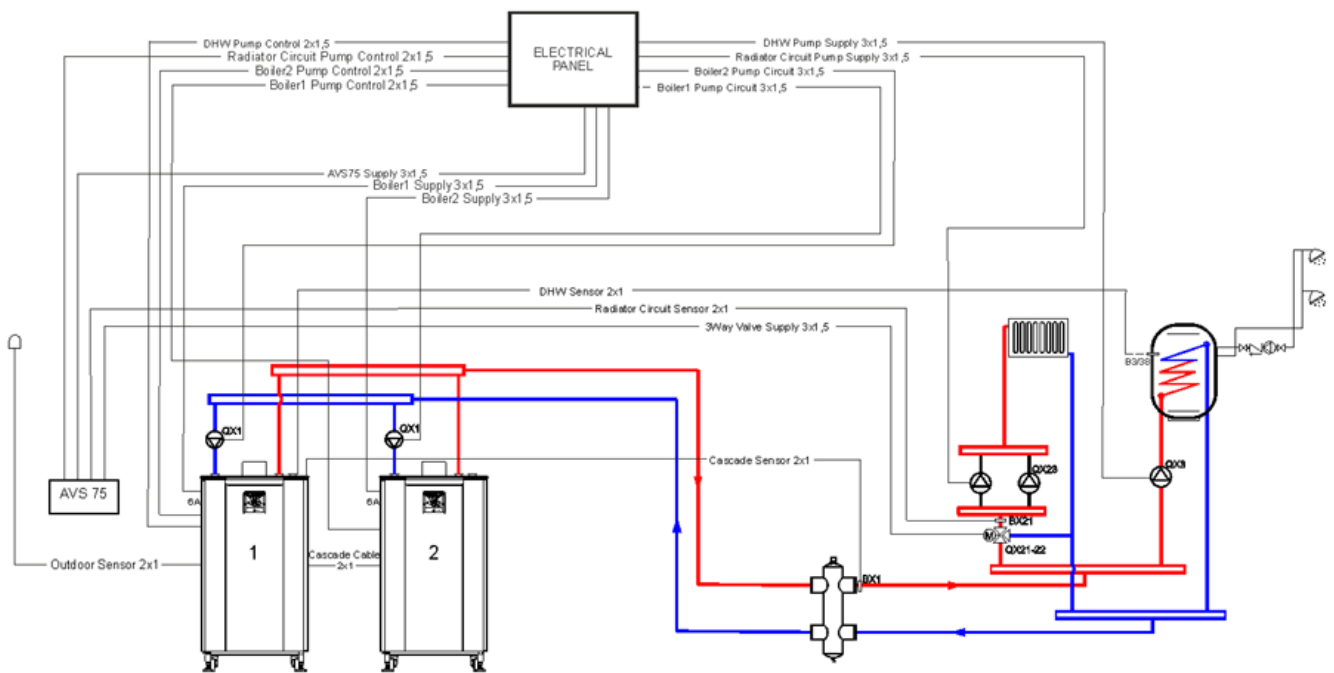 DHW Pump Control 2x1,5
Radiator Circuit Pump Control 2x1,5
Boiler2 Pump Control 2x1,5
Boiler1 Pump Control 2x1,5
ELECTRICAL
PANEL
DHW Pump Supply 3x1,5
Radiator Circuit Pump Supply 3x1,5
Boiler2 Pump Circuit 3x1,5
Boiler1 Pump Circuit 3x1,5
AVS75 Supply 3x1,5
Boiler1 Supply 3x1,5
Boiler2 Supply 3x1,5
DHW Sensor 2x1
Radiator Circuit Sensor 2x1
3Way Valve Supply 3x1,5
B3/38
QX1
QX1
Cascade Sensor 2x1
QX23
QX3
AVS 75
6A
6A
BX21
M
QX21-22
1
2
Outdoor Sensor 2x1
Cascade Cable
2x1
BX1